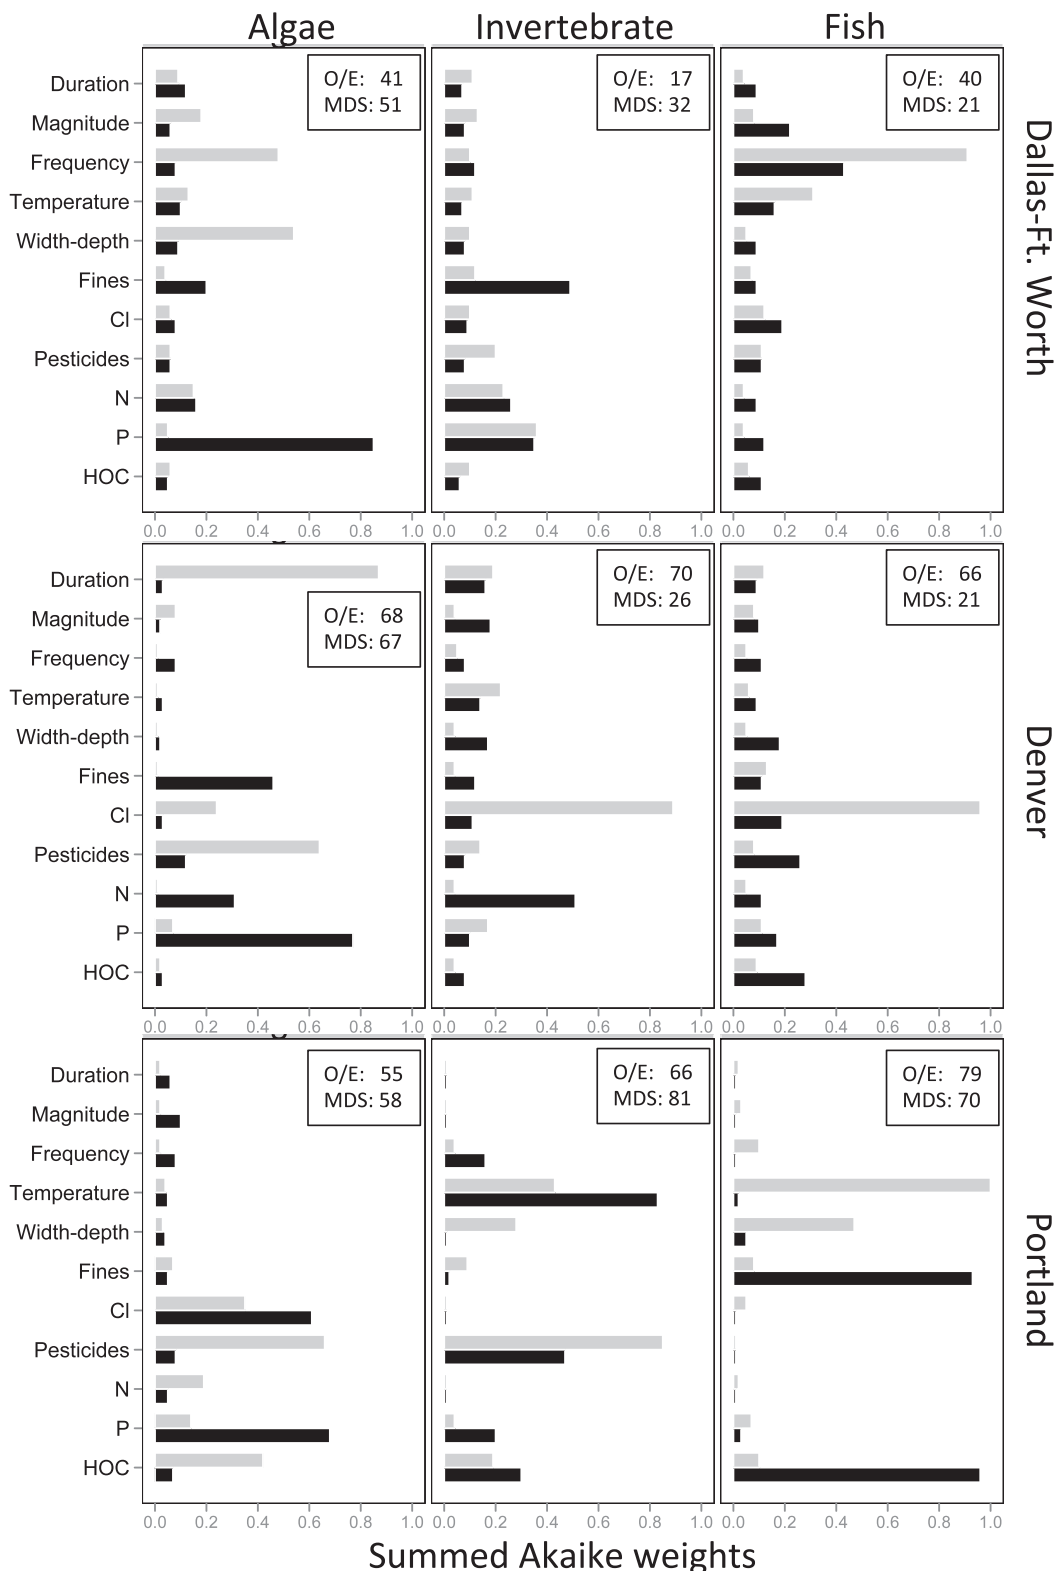 Algae Invertebrate Fish
Dallas-Ft. Worth
Duration
Magnitude
Frequency
Temperature
Width-depth
Fines
Cl
Pesticides
N
P
HOC
O/E: 41
MDS: 51
O/E: 17
MDS: 32
O/E: 40
MDS: 21
0.0 0.2 0.4 0.6 0.8 1.0 0.0 0.2 0.4 0.6 0.8 1.0 0.0 0.2 0.4 0.6 0.8 1.0
Denver
Duration
Magnitude
Frequency
Temperature
Width-depth
Fines
Cl
Pesticides
N
P
HOC
O/E: 68
MDS: 67
O/E: 70
MDS: 26
O/E: 66
MDS: 21
0.0 0.2 0.4 0.6 0.8 1.0 0.0 0.2 0.4 0.6 0.8 1.0 0.0 0.2 0.4 0.6 0.8 1.0
Portland
Duration
Magnitude
Frequency
Temperature
Width-depth
Fines
Cl
Pesticides
N
P
HOC
O/E: 55
MDS: 58
O/E: 66
MDS: 81
O/E: 79
MDS: 70
0.0 0.2 0.4 0.6 0.8 1.0 0.0 0.2 0.4 0.6 0.8 1.0 0.0 0.2 0.4 0.6 0.8 1.0
Summed Akaike weights